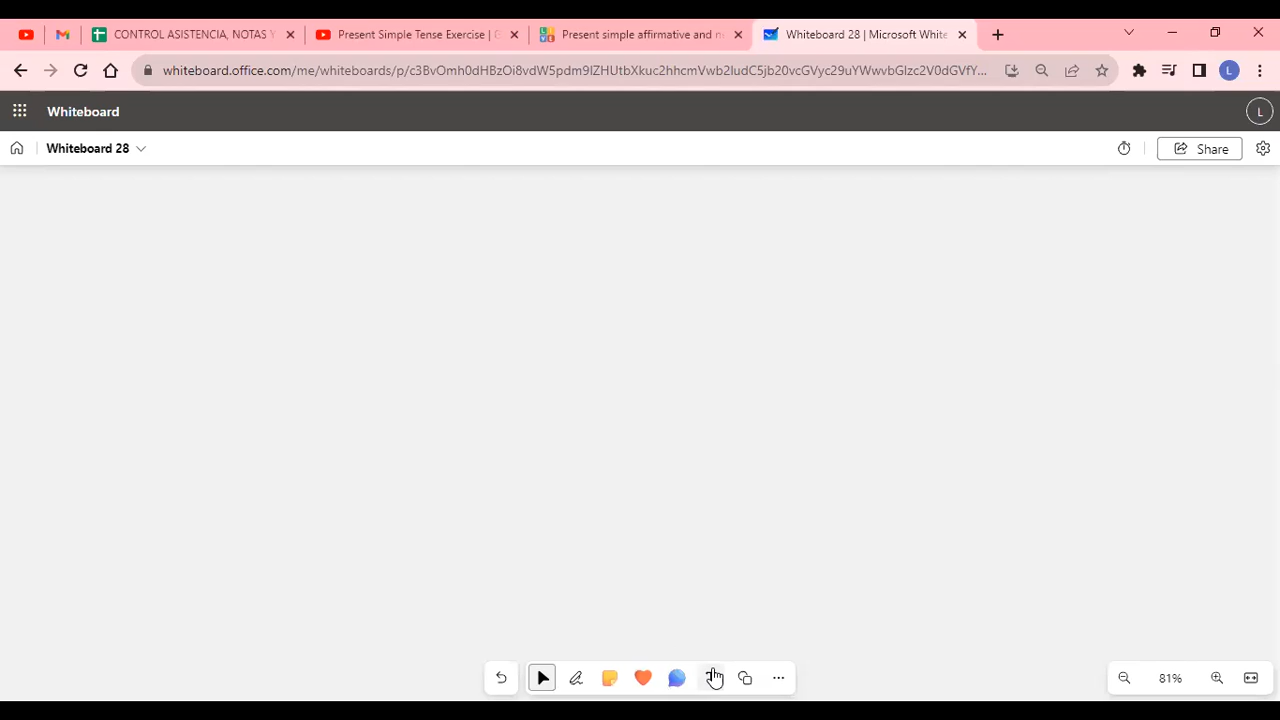 CONTROL ASISTENCIA, NOTAS Y
Present Simple Tense Exercise |
Present simple affirmative and n
Whiteboard 28 | Microsoft White
whiteboard.office.com/me/whiteboards/p/
L
Whiteboard
L
Whiteboard 28
Share
81%